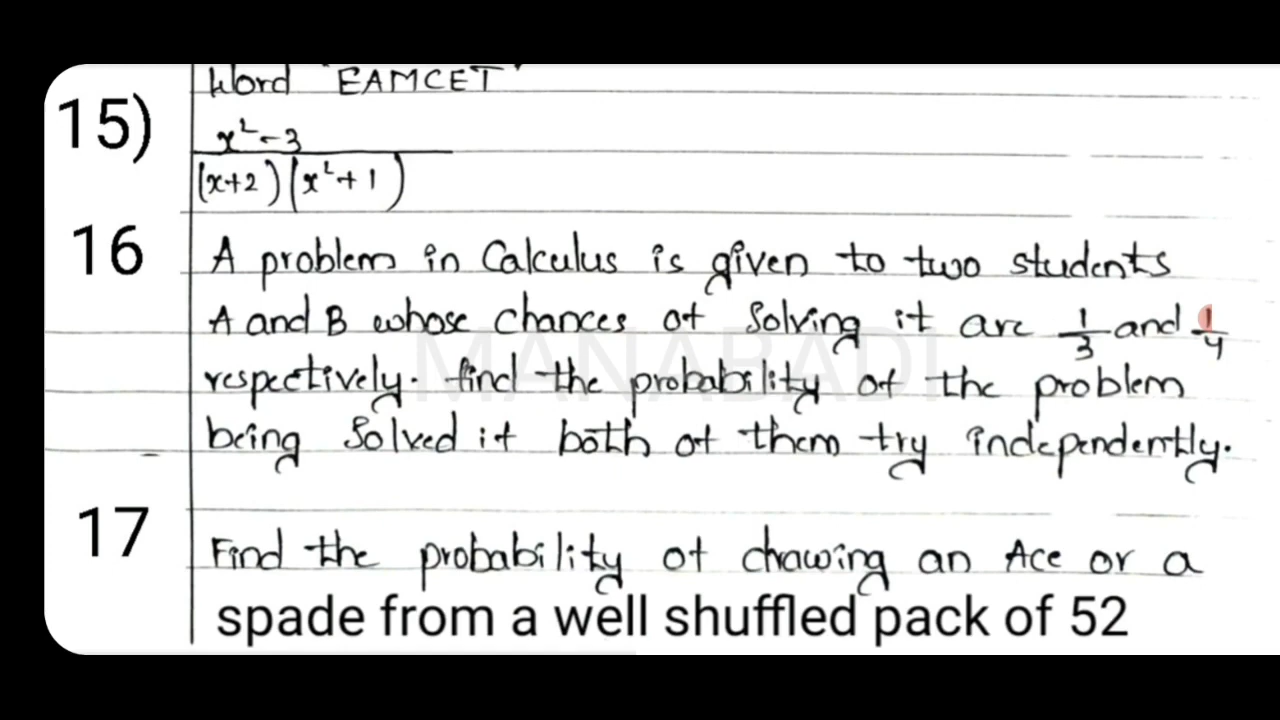 Word "EAMCET"
15)
x²-3
(x+2)(x²+1)
16 A problem in Calculus is given to two students
A and B whose chances of Solving it are 1/3 and 1/4
respectively. find the probability of the problem
being Solved if both of them try independently.
MANABADI
17 Find the probability of drawing an Ace or a
spade from a well shuffled pack of 52